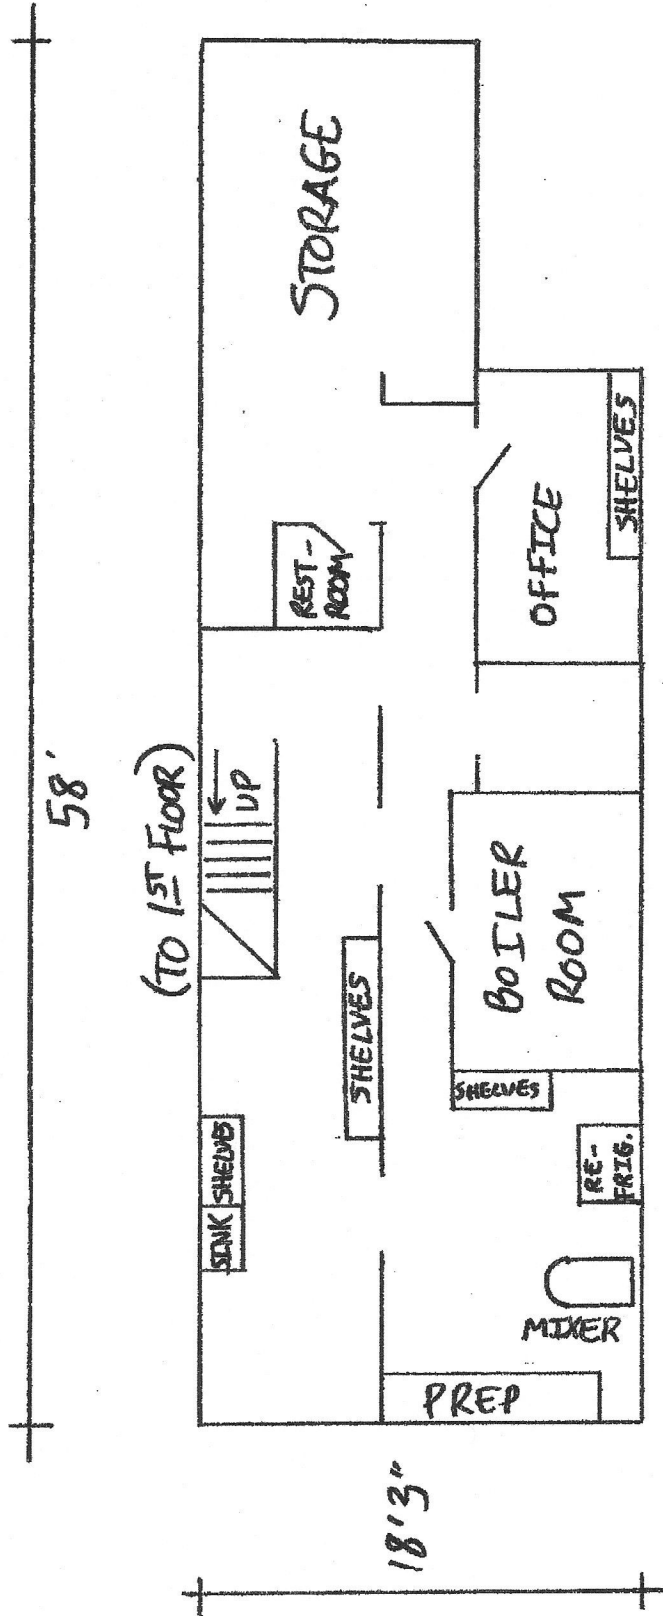 58'
(TO 1ST FLOOR)
SINK
SHELVES
UP
REST-
ROOM
STORAGE
SHELVES
PREP
MIXER
RE-
FRIG.
SHELVES
BOILER
ROOM
OFFICE
SHELVES
18'3"